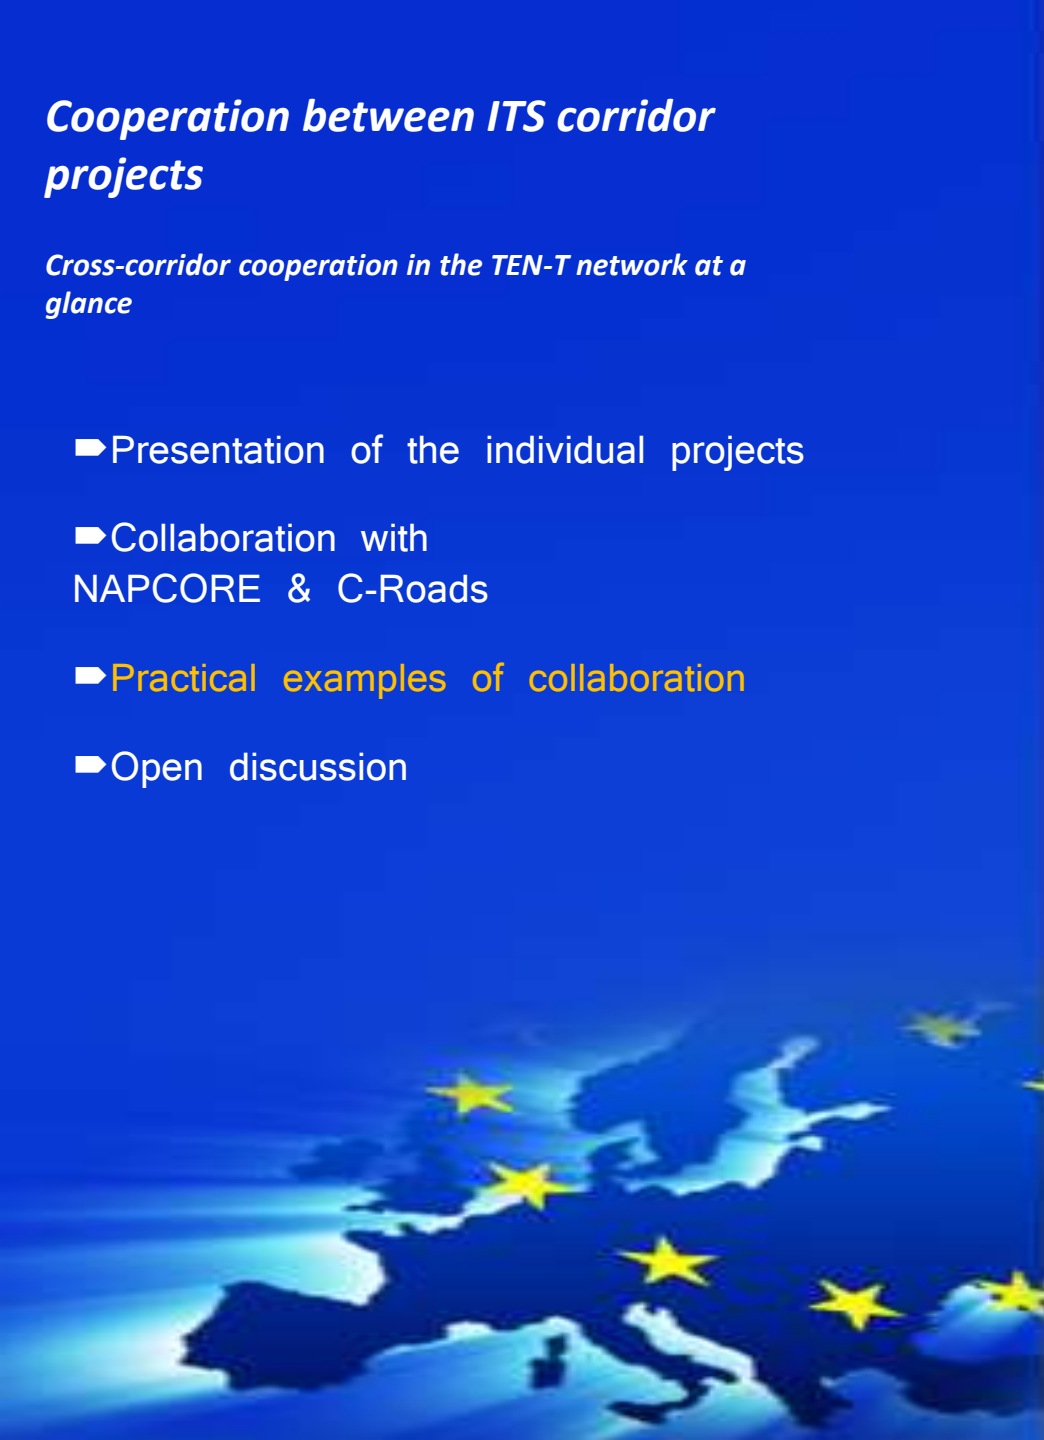 Cooperation between ITS corridor
projects
Cross-corridor cooperation in the TEN-T network at a
glance
Presentation of the individual projects
Collaboration with
NAPCORE & C-Roads
Practical examples of collaboration
Open discussion